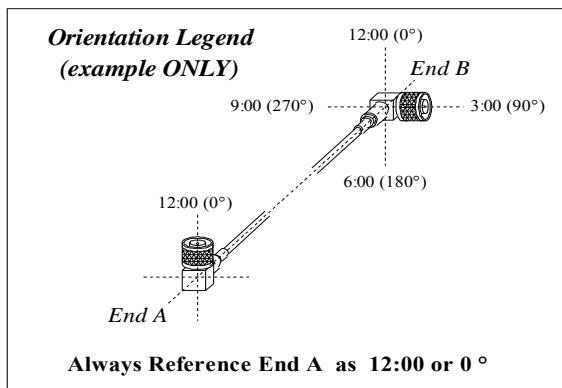 Orientation Legend
(example ONLY)
12:00 (0°)
End B
9:00 (270°)
3:00 (90°)
6:00 (180°)
12:00 (0°)
End A
Always Reference End A as 12:00 or 0 °